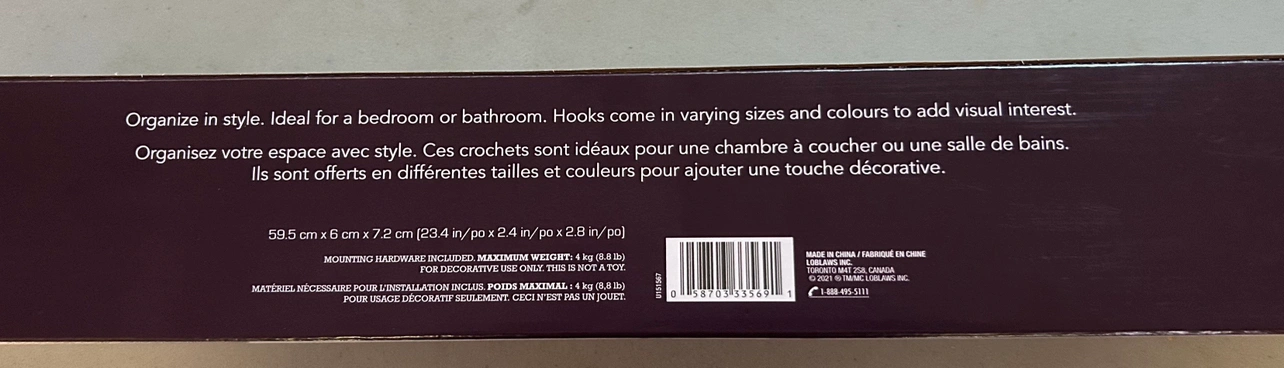 Organize in style. Ideal for a bedroom or bathroom. Hooks come in varying sizes and colours to add visual interest.
Organisez votre espace avec style. Ces crochets sont idéaux pour une chambre à coucher ou une salle de bains.
Ils sont offerts en différentes tailles et couleurs pour ajouter une touche décorative.
59.5 cm x 6 cm x 7.2 cm (23.4 in/po x 2.4 in/po x 2.8 in/po)
MOUNTING HARDWARE INCLUDED. MAXIMUM WEIGHT: 4 kg (8.8 lb)
FOR DECORATIVE USE ONLY. THIS IS NOT A TOY.
MATÉRIEL NÉCESSAIRE POUR L'INSTALLATION INCLUS. POIDS MAXIMAL : 4 kg (8,8 lb)
POUR USAGE DÉCORATIF SEULEMENT. CECI N'EST PAS UN JOUET.
U151567
0 58703 33569 1
MADE IN CHINA / FABRIQUÉ EN CHINE
LOBLAWS INC.
TORONTO M4T 2S8, CANADA
© 2021 ® TM/MC LOBLAWS INC.
1-888-495-5111